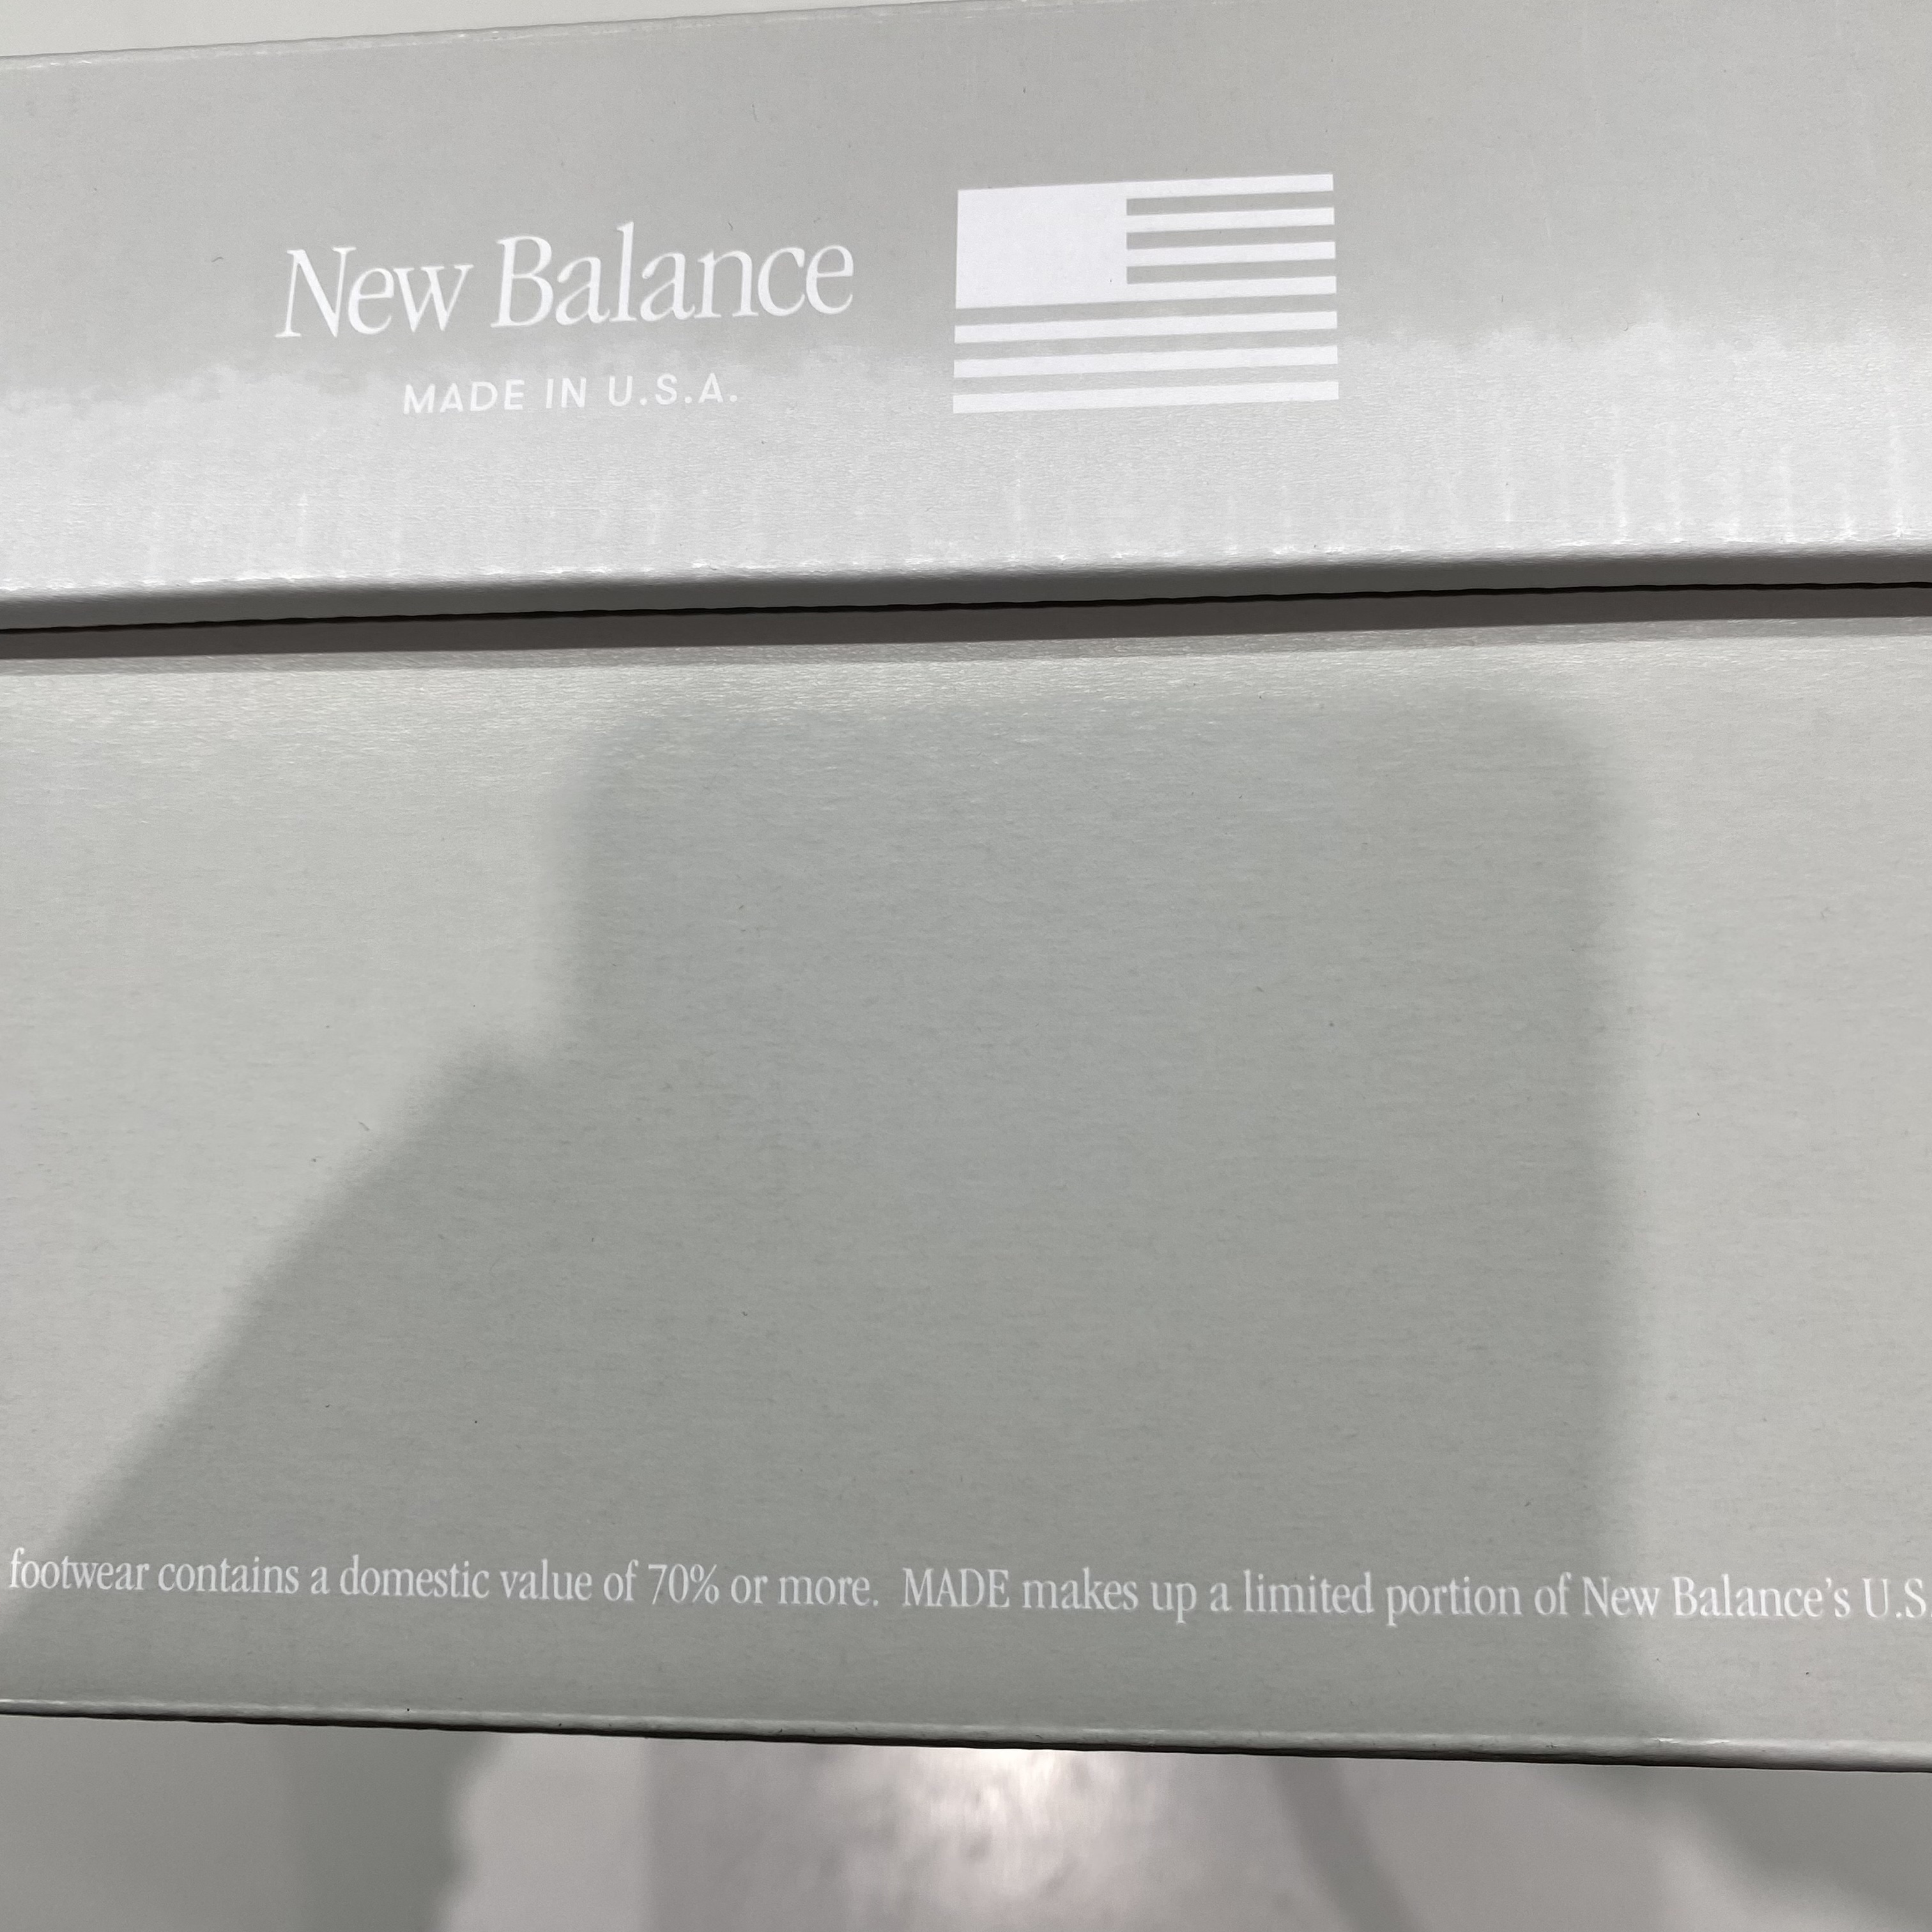 New Balance
MADE IN U.S.A.
footwear contains a domestic value of 70% or more. MADE makes up a limited portion of New Balance’s U.S